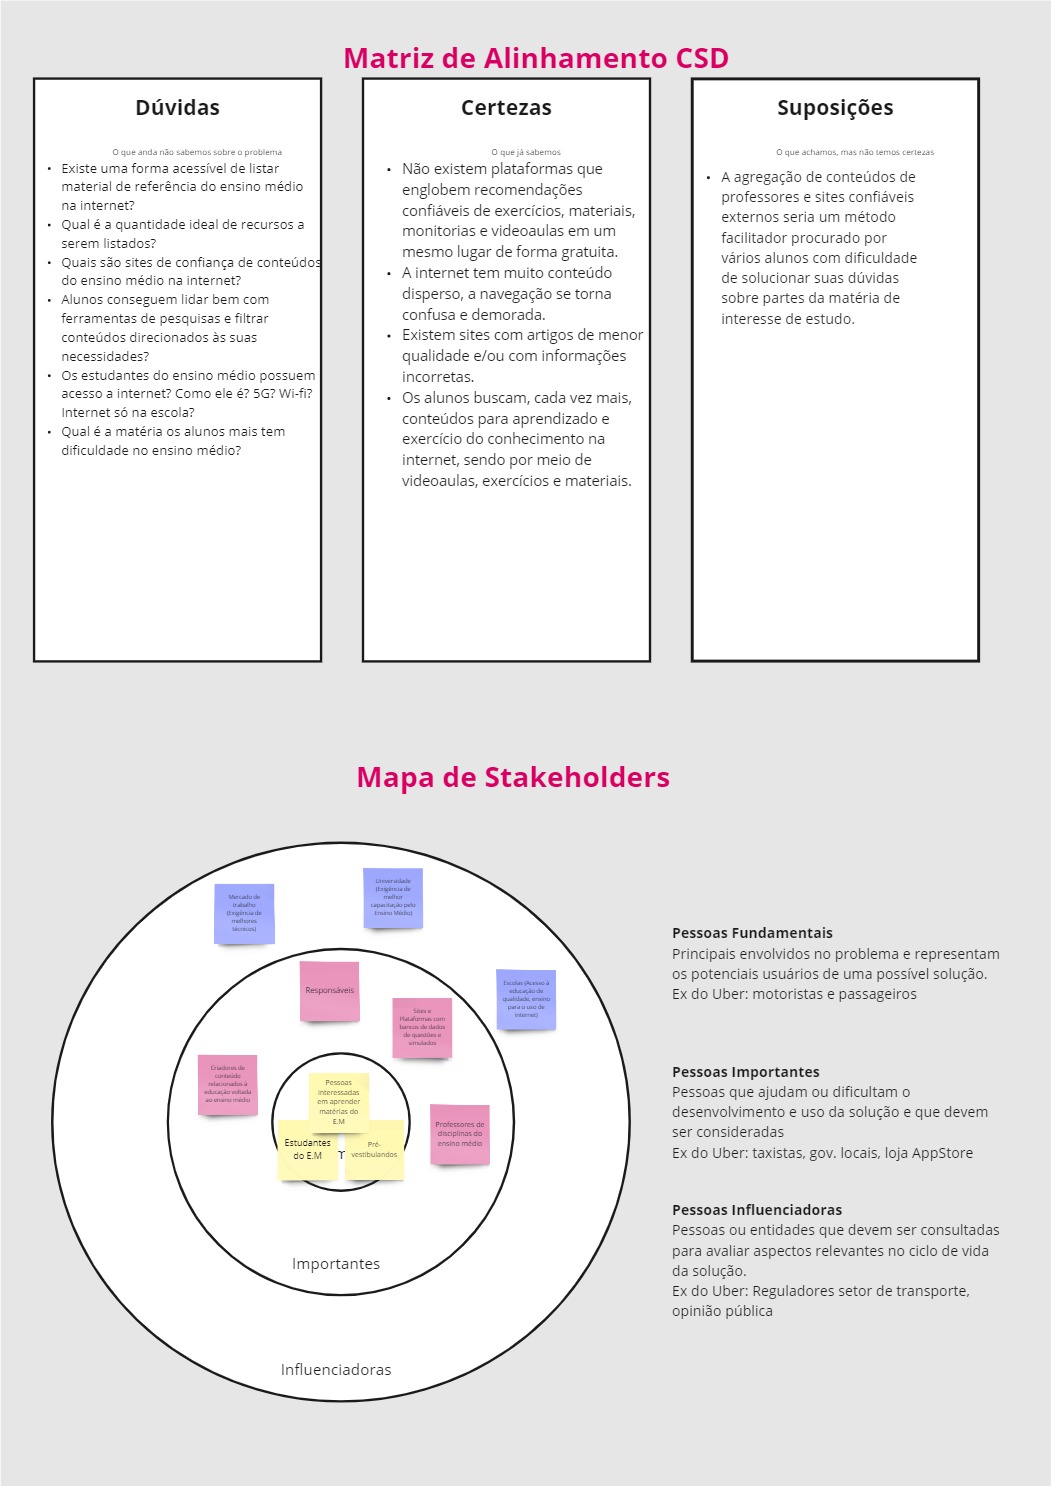 Matriz de Alinhamento CSD
Dúvidas
O que anda não sabemos sobre o problema
• Existe uma forma acessível de listar
material de referência do ensino médio
na internet?
• Qual é a quantidade ideal de recursos a
serem listados?
• Quais são sites de confiança de conteúdos
do ensino médio na internet?
• Alunos conseguem lidar bem com
ferramentas de pesquisas e filtrar
conteúdos direcionados às suas
necessidades?
• Os estudantes do ensino médio possuem
acesso a internet? Como ele é? 5G? Wi-fi?
Internet só na escola?
• Qual é a matéria os alunos mais tem
dificuldade no ensino médio?
Certezas
O que já sabemos
• Não existem plataformas que
englobem recomendações
confiáveis de exercícios, materiais,
monitorias e videoaulas em um
mesmo lugar de forma gratuita.
• A internet tem muito conteúdo
disperso, a navegação se torna
confusa e demorada.
• Existem sites com artigos de menor
qualidade e/ou com informações
incorretas.
• Os alunos buscam, cada vez mais,
conteúdos para aprendizado e
exercício do conhecimento na
internet, sendo por meio de
videoaulas, exercícios e materiais.
Suposições
O que achamos, mas não temos certezas
• A agregação de conteúdos de
professores e sites confiáveis
externos seria um método
facilitador procurado por
vários alunos com dificuldade
de solucionar suas dúvidas
sobre partes da matéria de
interesse de estudo.
Mapa de Stakeholders
Mercado de
trabalho
(Exigência de
melhores
técnicos)
Universidade
(Exigência de
melhor
capacitação pelo
Ensino Médio)
Escolas (Acesso à
educação de
qualidade, ensino
para o uso de
internet)
Responsáveis
Sites e
Plataformas com
bancos de dados
de questões e
simulados
Criadores de
conteúdo
relacionados à
educação voltada
ao ensino médio
Professores de
disciplinas do
ensino médio
Pessoas
interessadas
em aprender
matérias do
E.M
Estudantes
do E.M
Pré-
vestibulandos
Importantes
Influenciadoras
Pessoas Fundamentais
Principais envolvidos no problema e representam
os potenciais usuários de uma possível solução.
Ex do Uber: motoristas e passageiros
Pessoas Importantes
Pessoas que ajudam ou dificultam o
desenvolvimento e uso da solução e que devem
ser consideradas
Ex do Uber: taxistas, gov. locais, loja AppStore
Pessoas Influenciadoras
Pessoas ou entidades que devem ser consultadas
para avaliar aspectos relevantes no ciclo de vida
da solução.
Ex do Uber: Reguladores setor de transporte,
opinião pública